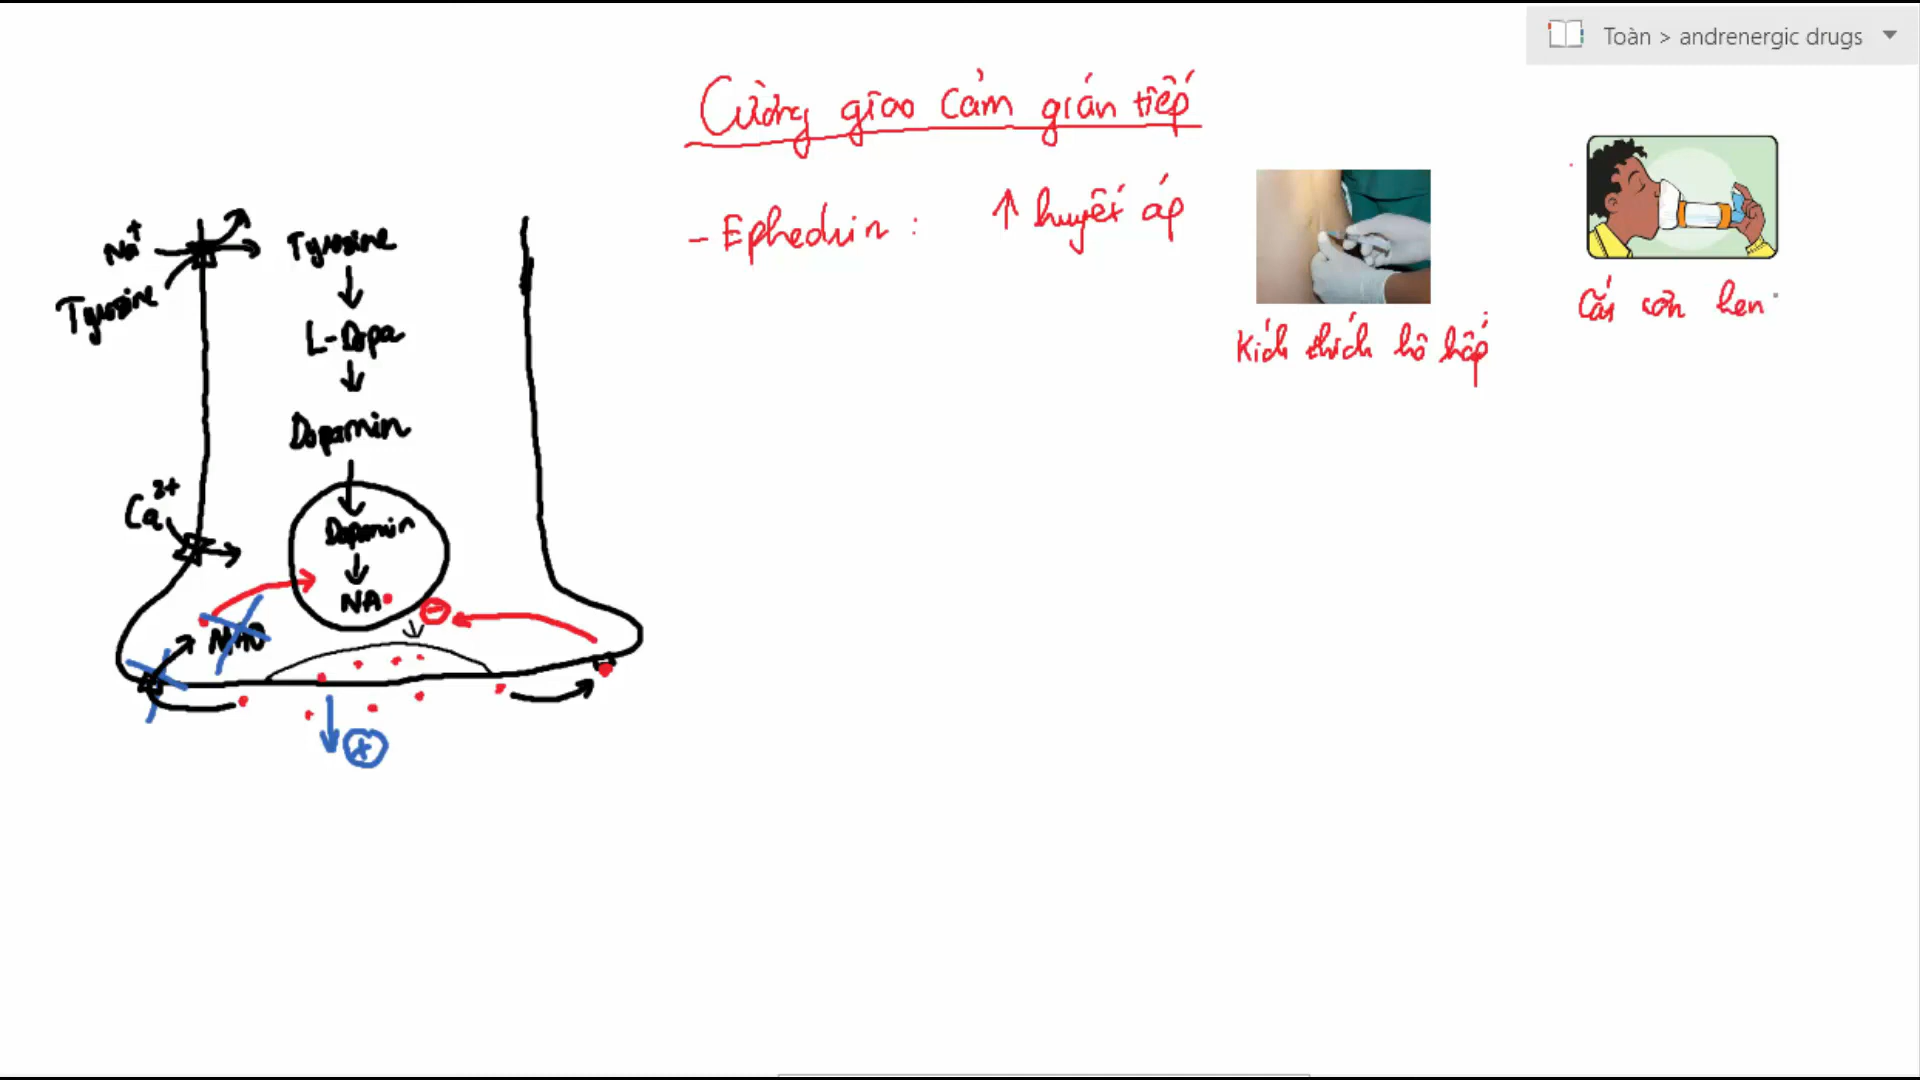 Toàn > andrenergic drugs
Cường giao cảm gián tiếp
- Ephedrin : ↑ huyết áp
Kích thích hô hấp
Cắt cơn hen
Na+
Tyrosine
Tyrosine
L-Dopa
Dopamin
Ca2+
Dopamin
NA
MAO
-
+